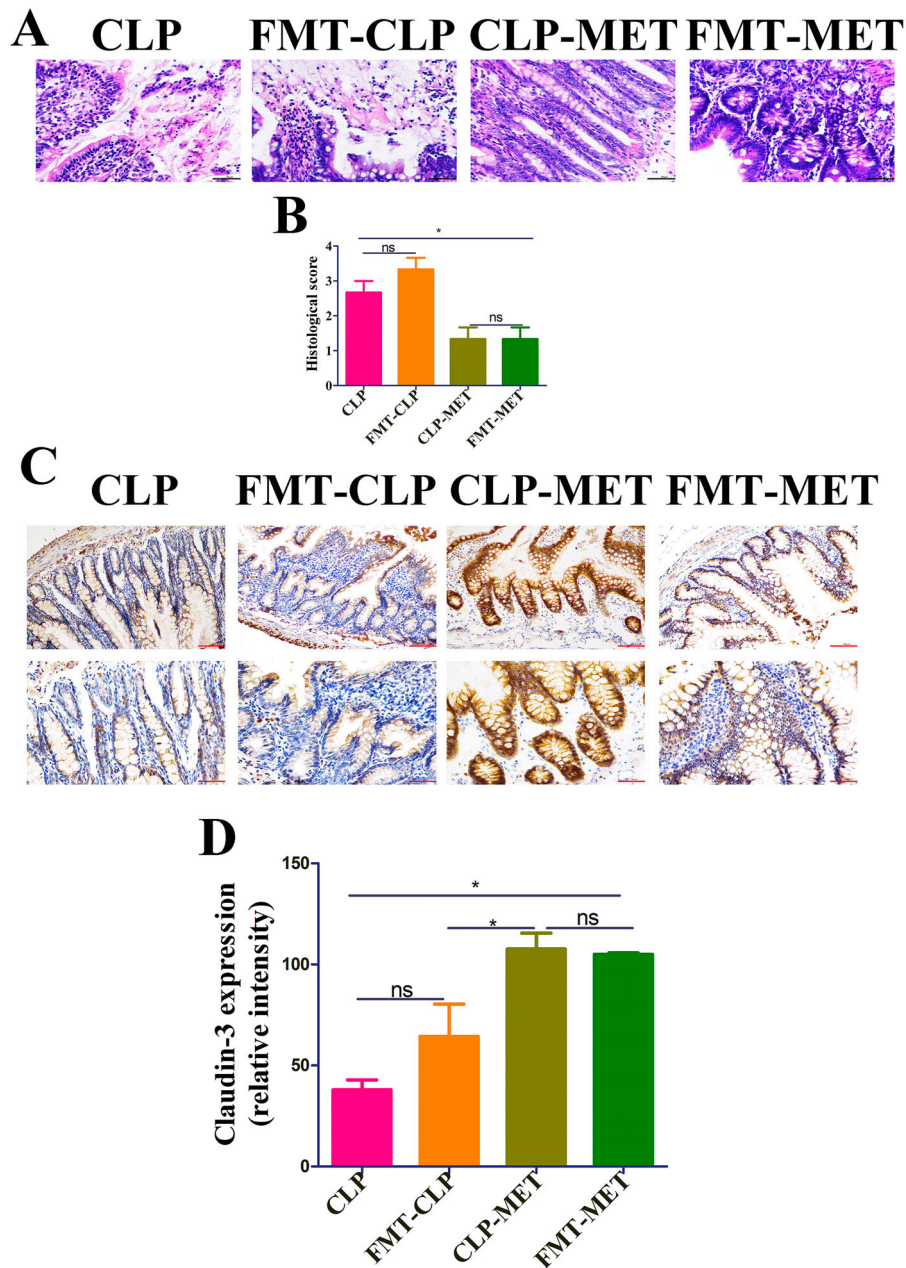 A
CLP FMT-CLP CLP-MET FMT-MET
B
Histological score
4
3
2
1
0
*
ns
ns
CLP
FMT-CLP
CLP-MET
FMT-MET
C
CLP FMT-CLP CLP-MET FMT-MET
D
Claudin-3 expression
(relative intensity)
150
100
50
0
*
*
ns
ns
CLP
FMT-CLP
CLP-MET
FMT-MET